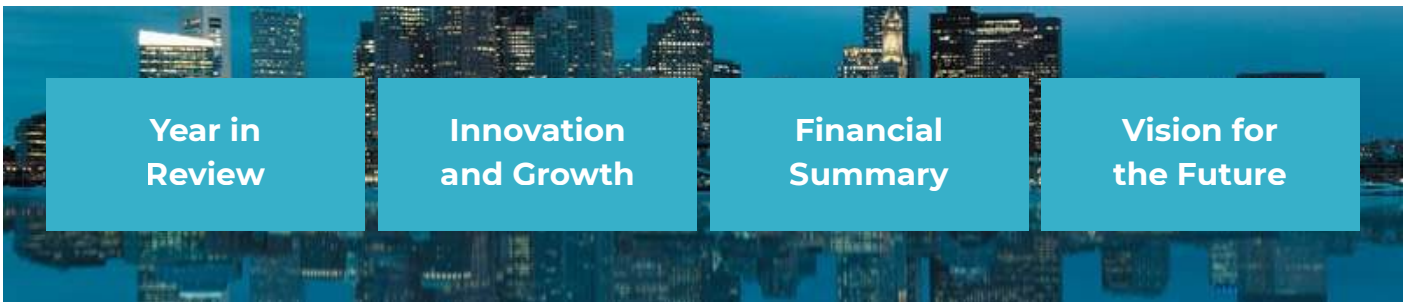 Year in
Review
Innovation
and Growth
Financial
Summary
Vision for
the Future